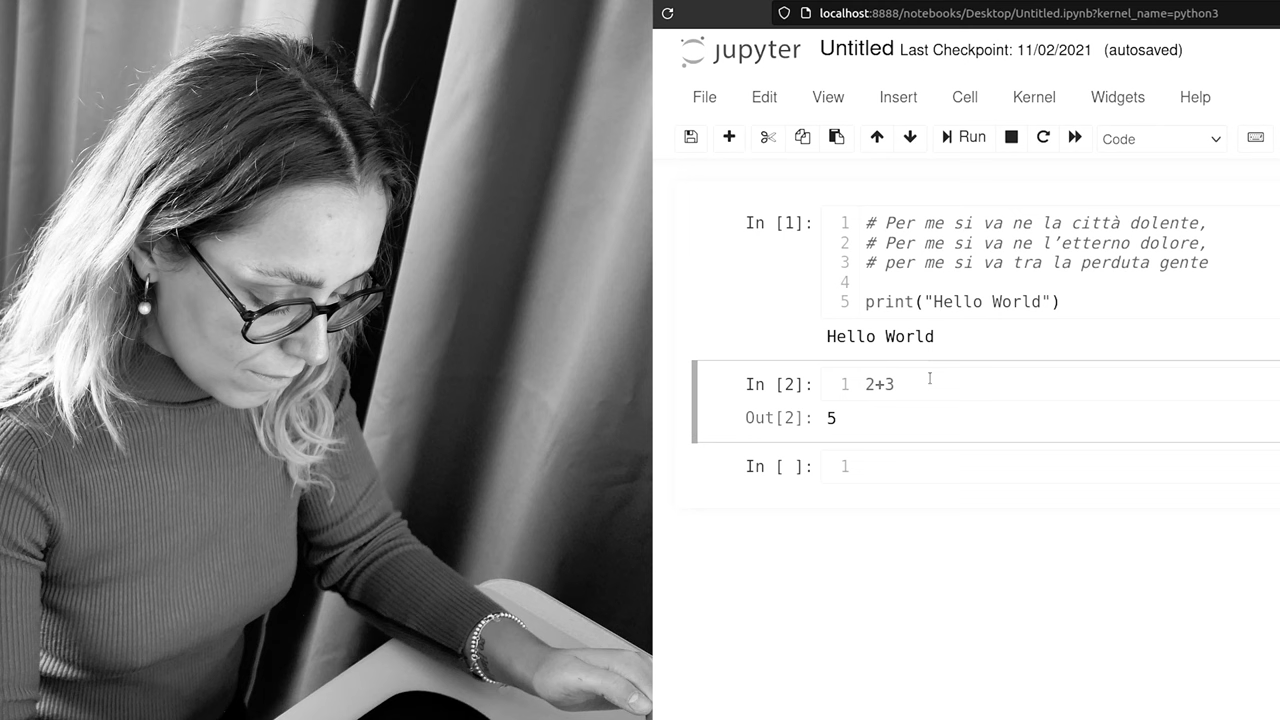 localhost:8888/notebooks/Desktop/Untitled.ipynb?kernel_name=python3
jupyter Untitled Last Checkpoint: 11/02/2021 (autosaved)
File Edit View Insert Cell Kernel Widgets Help
Run Code
In [1]: 1 # Per me si va ne la città dolente,
2 # Per me si va ne l’etterno dolore,
3 # per me si va tra la perduta gente
4
5 print("Hello World")
Hello World
In [2]: 1 2+3
Out[2]: 5
In [ ]: 1